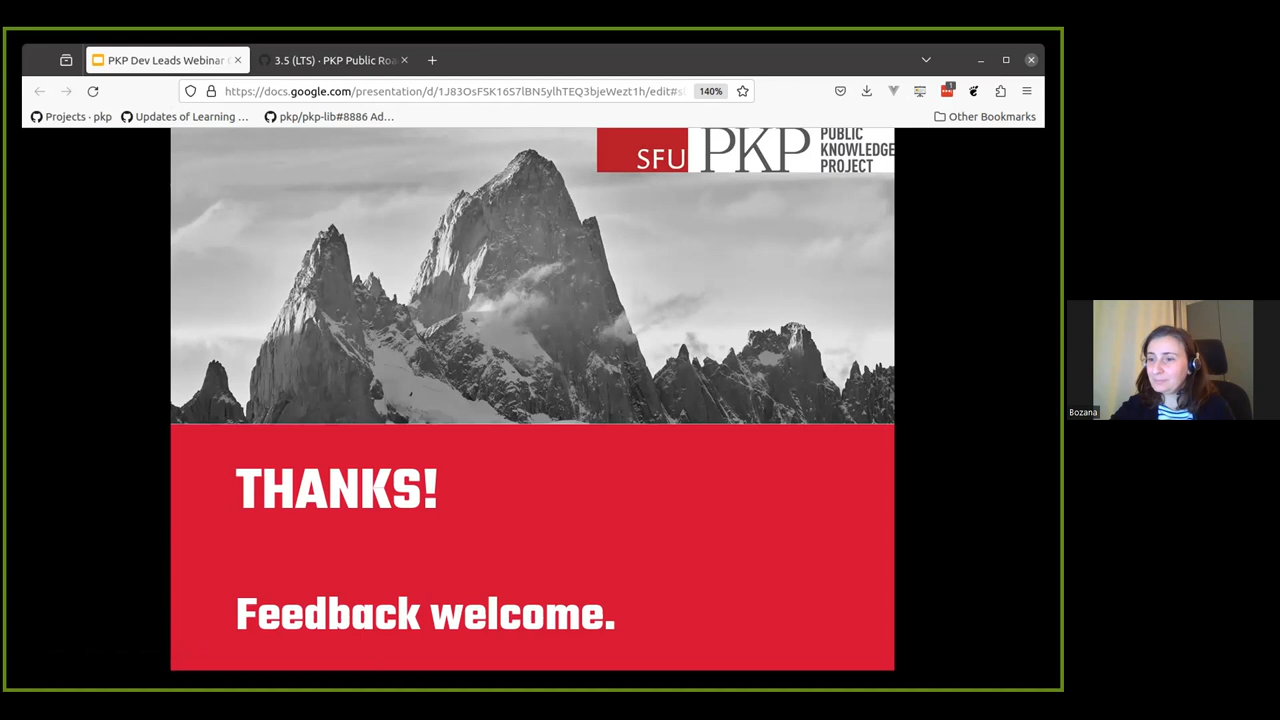 PKP Dev Leads Webinar
3.5 (LTS) · PKP Public Roa
https://docs.google.com/presentation/d/1J83OsFSK16S7lBN5ylhTEQ3bjeWezt1h/edit#s
140%
1
Projects · pkp
Updates of Learning ...
pkp/pkp-lib#8886 Ad...
Other Bookmarks
SFU
PKP
PUBLIC
KNOWLEDGE
PROJECT
THANKS!
Feedback welcome.
Bozana